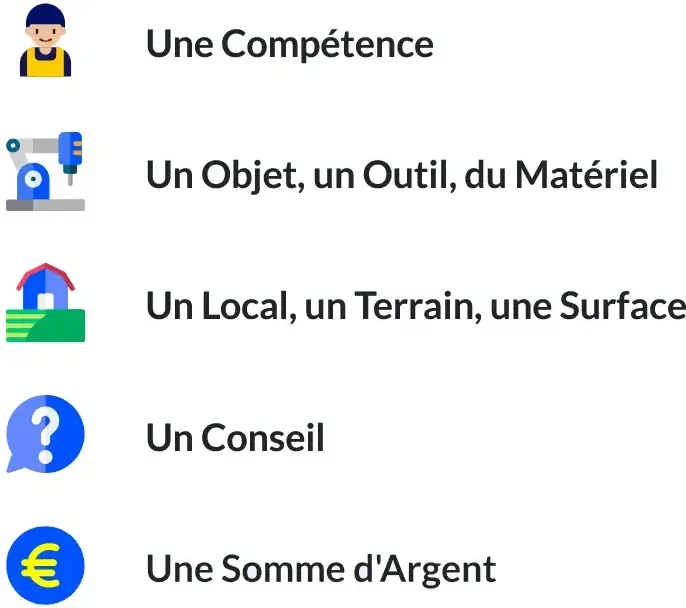 Une Compétence
Un Objet, un Outil, du Matériel
Un Local, un Terrain, une Surface
Un Conseil
Une Somme d'Argent